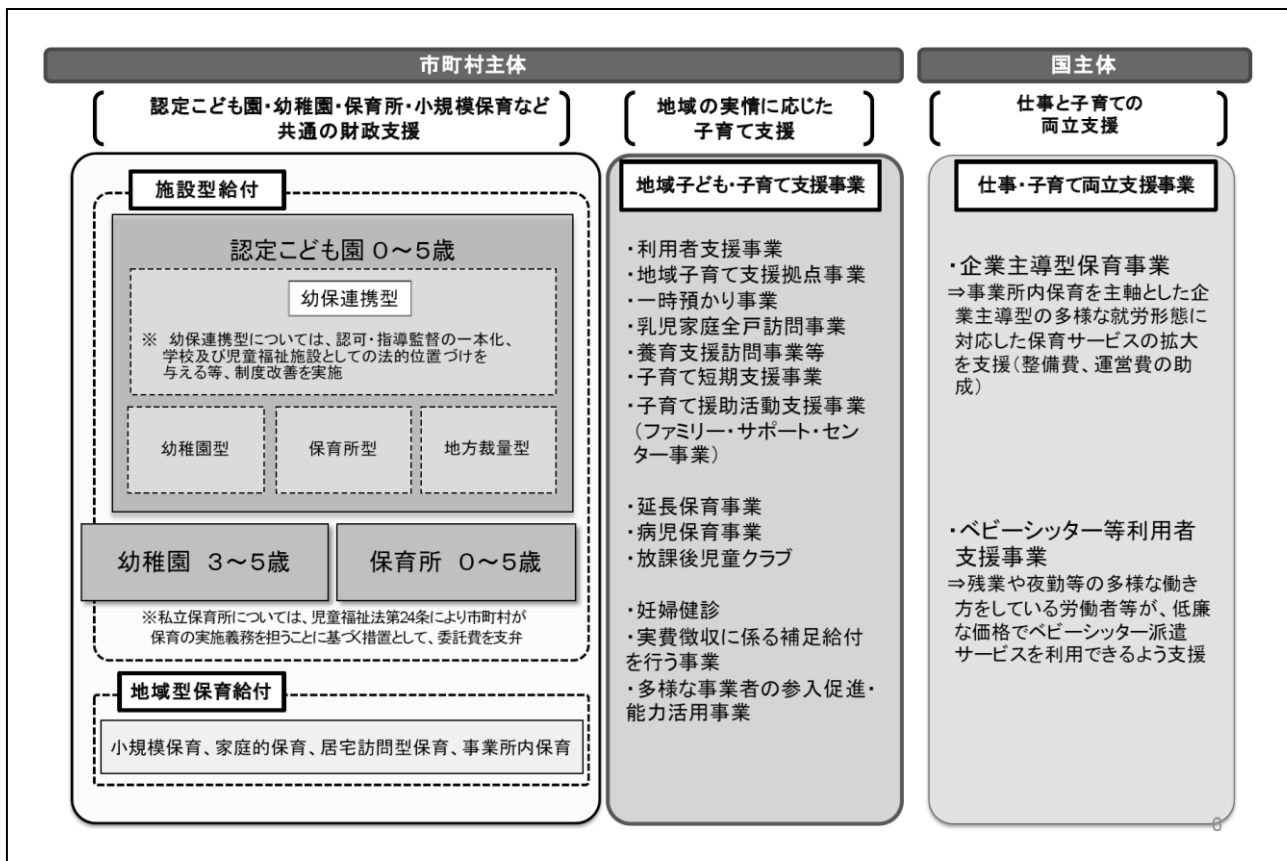 市町村主体
認定こども園・幼稚園・保育所・小規模保育など
共通の財政支援
施設型給付
認定こども園 ０～５歳
幼保連携型
※ 幼保連携型については、認可・指導監督の一本化、
学校及び児童福祉施設としての法的位置づけを
与える等、制度改善を実施
幼稚園型
保育所型
地方裁量型
幼稚園 ３～５歳
保育所 ０～５歳
※私立保育所については、児童福祉法第24条により市町村が
保育の実施義務を担うことに基づく措置として、委託費を支弁
地域型保育給付
小規模保育、家庭的保育、居宅訪問型保育、事業所内保育
地域の実情に応じた
子育て支援
地域子ども・子育て支援事業
・利用者支援事業
・地域子育て支援拠点事業
・一時預かり事業
・乳児家庭全戸訪問事業
・養育支援訪問事業等
・子育て短期支援事業
・子育て援助活動支援事業
（ファミリー・サポート・セン
ター事業）
・延長保育事業
・病児保育事業
・放課後児童クラブ
・妊婦健診
・実費徴収に係る補足給付
を行う事業
・多様な事業者の参入促進・
能力活用事業
国主体
仕事と子育ての
両立支援
仕事・子育て両立支援事業
・企業主導型保育事業
⇒事業所内保育を主軸とした企
業主導型の多様な就労形態に
対応した保育サービスの拡大
を支援（整備費、運営費の助
成）
・ベビーシッター等利用者
支援事業
⇒残業や夜勤等の多様な働き
方をしている労働者等が、低廉
な価格でベビーシッター派遣
サービスを利用できるよう支援
6